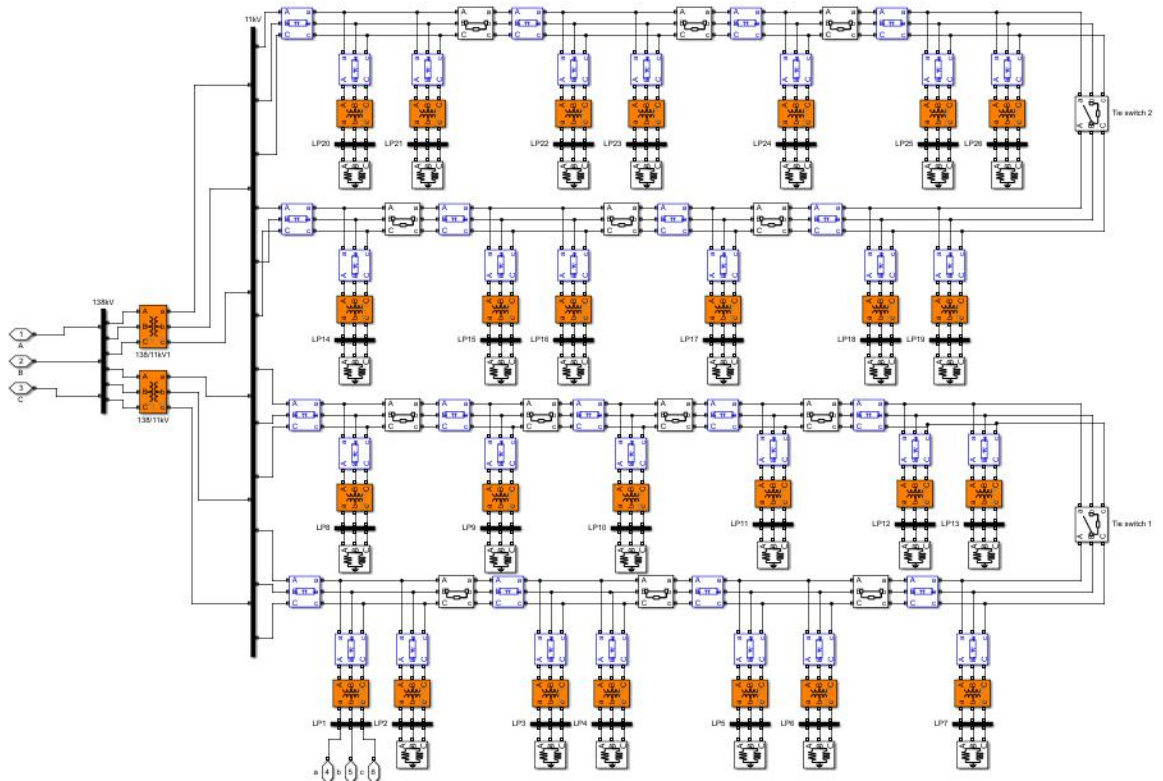 11kV
Tie switch 2
LP20 LP21 LP22 LP23 LP24 LP25 LP26
138kV
1
A
2
B
3
C
138/11kV1
138/11kV
LP14 LP15 LP16 LP17 LP18 LP19
LP8 LP9 LP10 LP11 LP12 LP13
Tie switch 1
LP1 LP2 LP3 LP4 LP5 LP6 LP7
a 4 b 5 c 6